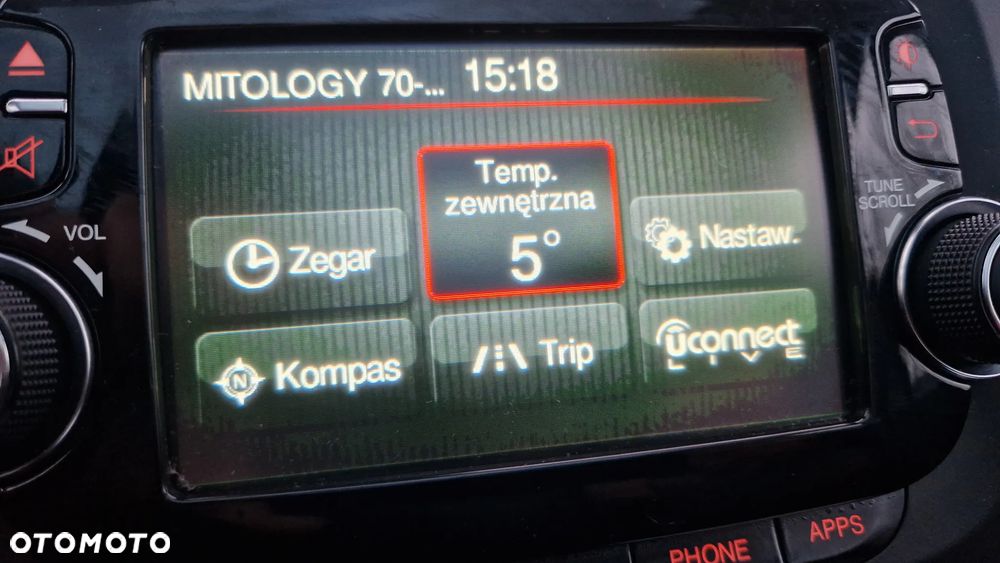 MITOLOGY 70-... 15:18
Temp.
zewnętrzna
5°
Zegar
Nastaw.
N Kompas
Trip
uconnect
LIVE
VOL
TUNE
SCROLL
PHONE
APPS
OTOMOTO